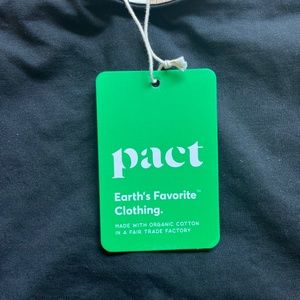 pact
Earth's Favorite™
Clothing.
MADE WITH ORGANIC COTTON
IN A FAIR TRADE FACTORY